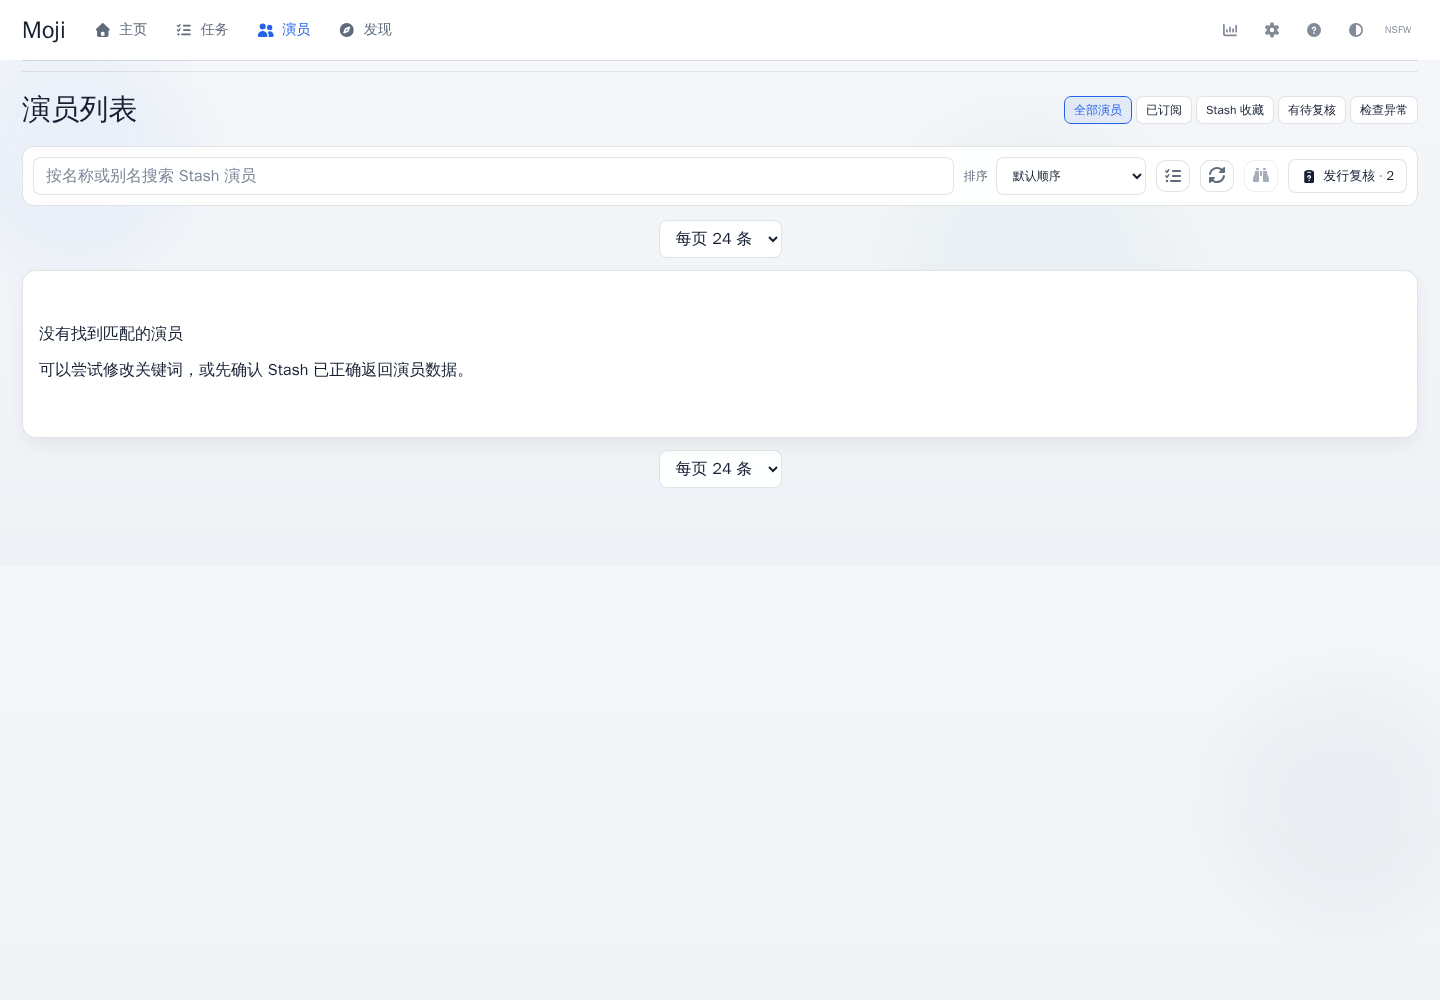 Moji 主页 任务 演员 发现 NSFW
演员列表 全部演员 已订阅 Stash 收藏 有待复核 检查异常
按名称或别名搜索 Stash 演员 排序 默认顺序 发行复核 · 2
每页 24 条
没有找到匹配的演员
可以尝试修改关键词，或先确认 Stash 已正确返回演员数据。
每页 24 条